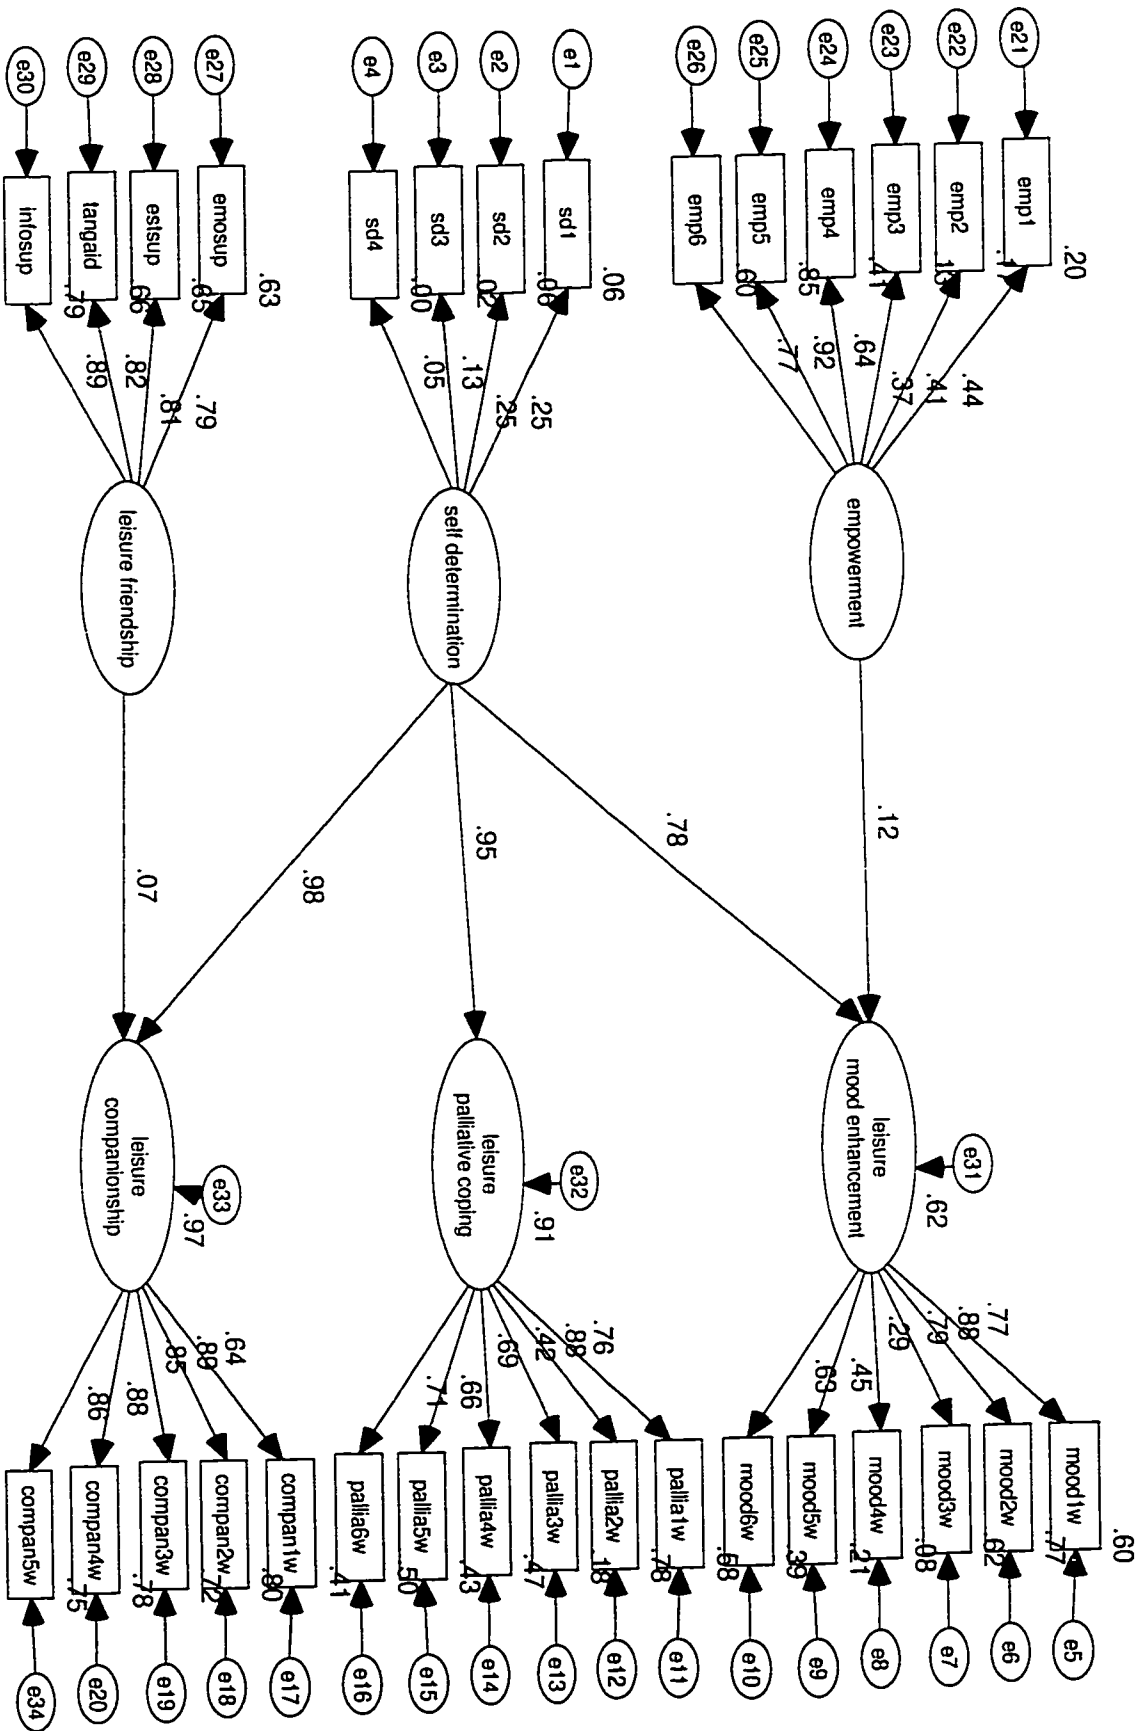 e21
emp1
.17
.20
e22
emp2
.13
e23
emp3
.41
e24
emp4
.85
e25
emp5
.60
e26
emp6
.44
.41
.37
.64
.92
.77
empowerment
.12
e1
sd1
.06
.06
e2
sd2
.02
e3
sd3
.00
e4
sd4
.25
.25
.13
.05
self determination
.78
.95
.98
e27
emosup
.65
.63
e28
estsup
.66
e29
tangaid
.79
e30
infosup
.79
.81
.82
.89
leisure friendship
.07
e31
.62
leisure
mood enhancement
.77
.88
.79
.29
.45
.63
.60
mood1w
.77
e5
mood2w
.62
e6
mood3w
.08
e7
mood4w
.21
e8
mood5w
.39
e9
mood6w
.58
e10
e32
.91
leisure
palliative coping
.76
.88
.42
.69
.66
.71
pallia1w
.78
e11
pallia2w
.18
e12
pallia3w
.47
e13
pallia4w
.43
e14
pallia5w
.50
e15
pallia6w
.41
e16
e33
.97
leisure
companionship
.64
.89
.85
.88
.86
compan1w
.80
e17
compan2w
.72
e18
compan3w
.78
e19
compan4w
.75
e20
compan5w
e34